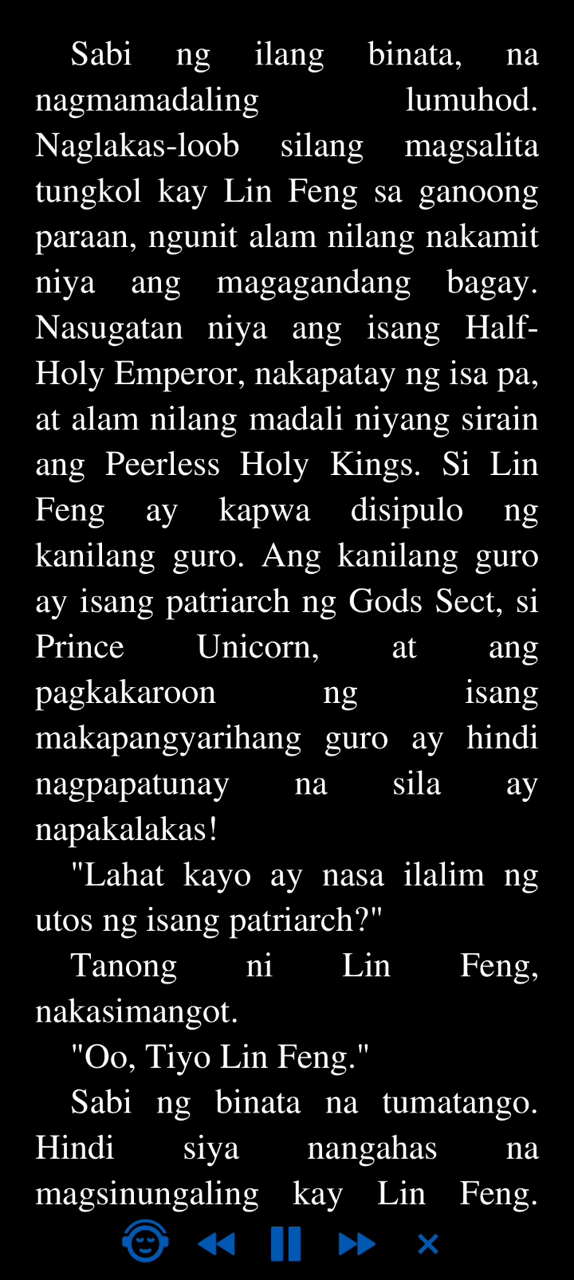 Sabi ng ilang binata, na
nagmamadaling lumuhod.
Naglakas-loob silang magsalita
tungkol kay Lin Feng sa ganoong
paraan, ngunit alam nilang nakamit
niya ang magagandang bagay.
Nasugatan niya ang isang Half-
Holy Emperor, nakapatay ng isa pa,
at alam nilang madali niyang sirain
ang Peerless Holy Kings. Si Lin
Feng ay kapwa disipulo ng
kanilang guro. Ang kanilang guro
ay isang patriarch ng Gods Sect, si
Prince Unicorn, at ang
pagkakaroon ng isang
makapangyarihang guro ay hindi
nagpapatunay na sila ay
napakalakas!
"Lahat kayo ay nasa ilalim ng
utos ng isang patriarch?"
Tanong ni Lin Feng,
nakasimangot.
"Oo, Tiyo Lin Feng."
Sabi ng binata na tumatango.
Hindi siya nangahas na
magsinungaling kay Lin Feng.